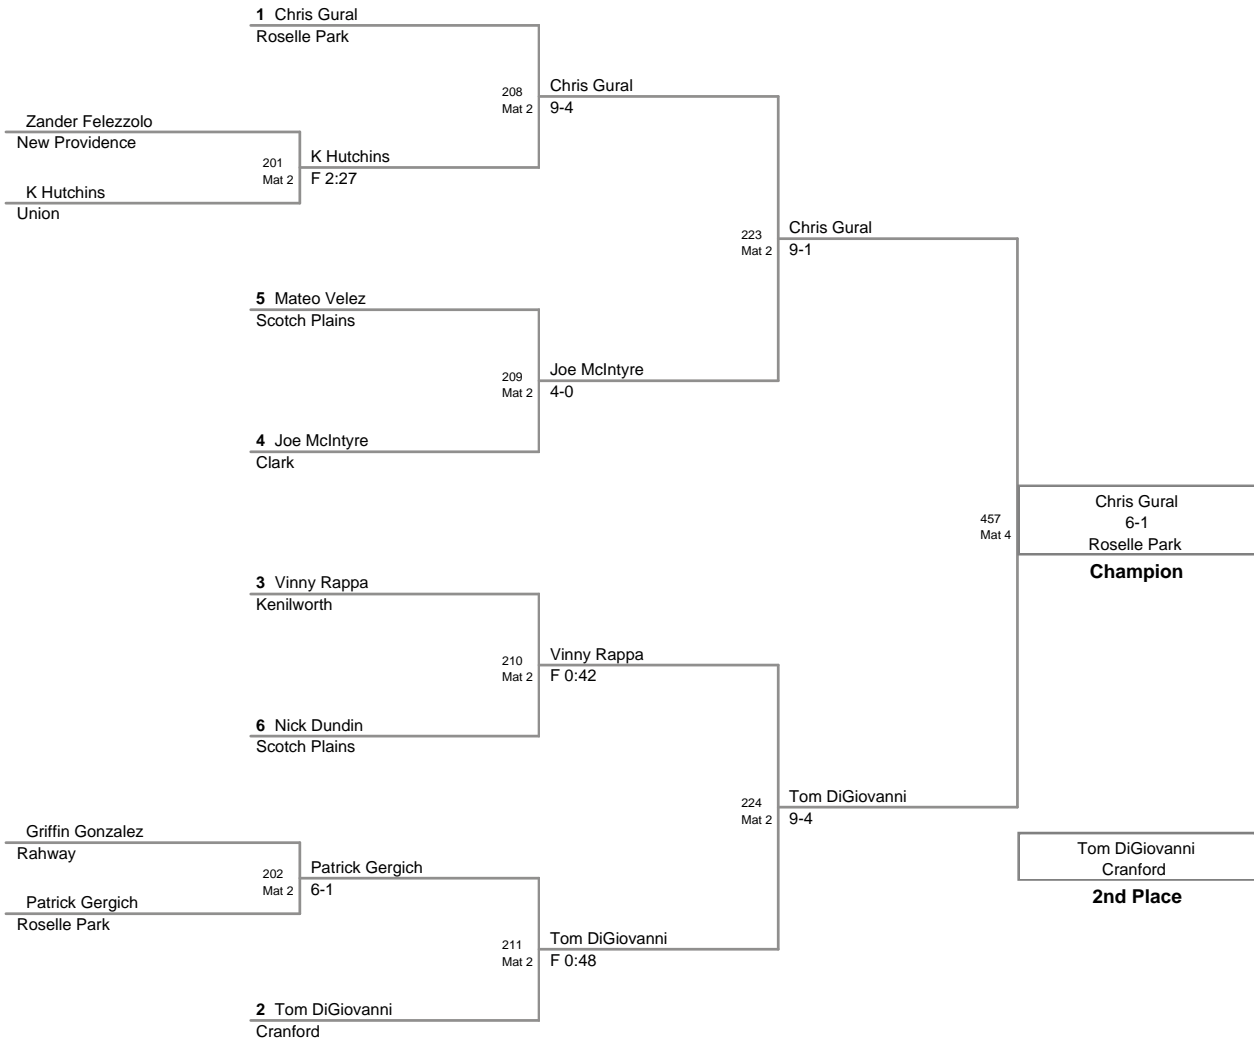 1 Chris Gural
Roselle Park
208
Mat 2
Chris Gural
9-4
Zander Felezzolo
New Providence
201
Mat 2
K Hutchins
F 2:27
K Hutchins
Union
223
Mat 2
Chris Gural
9-1
5 Mateo Velez
Scotch Plains
209
Mat 2
Joe McIntyre
4-0
4 Joe McIntyre
Clark
457
Mat 4
Chris Gural
6-1
Roselle Park
Champion
3 Vinny Rappa
Kenilworth
210
Mat 2
Vinny Rappa
F 0:42
6 Nick Dundin
Scotch Plains
224
Mat 2
Tom DiGiovanni
9-4
Griffin Gonzalez
Rahway
202
Mat 2
Patrick Gergich
6-1
Patrick Gergich
Roselle Park
211
Mat 2
Tom DiGiovanni
F 0:48
2 Tom DiGiovanni
Cranford
Tom DiGiovanni
Cranford
2nd Place